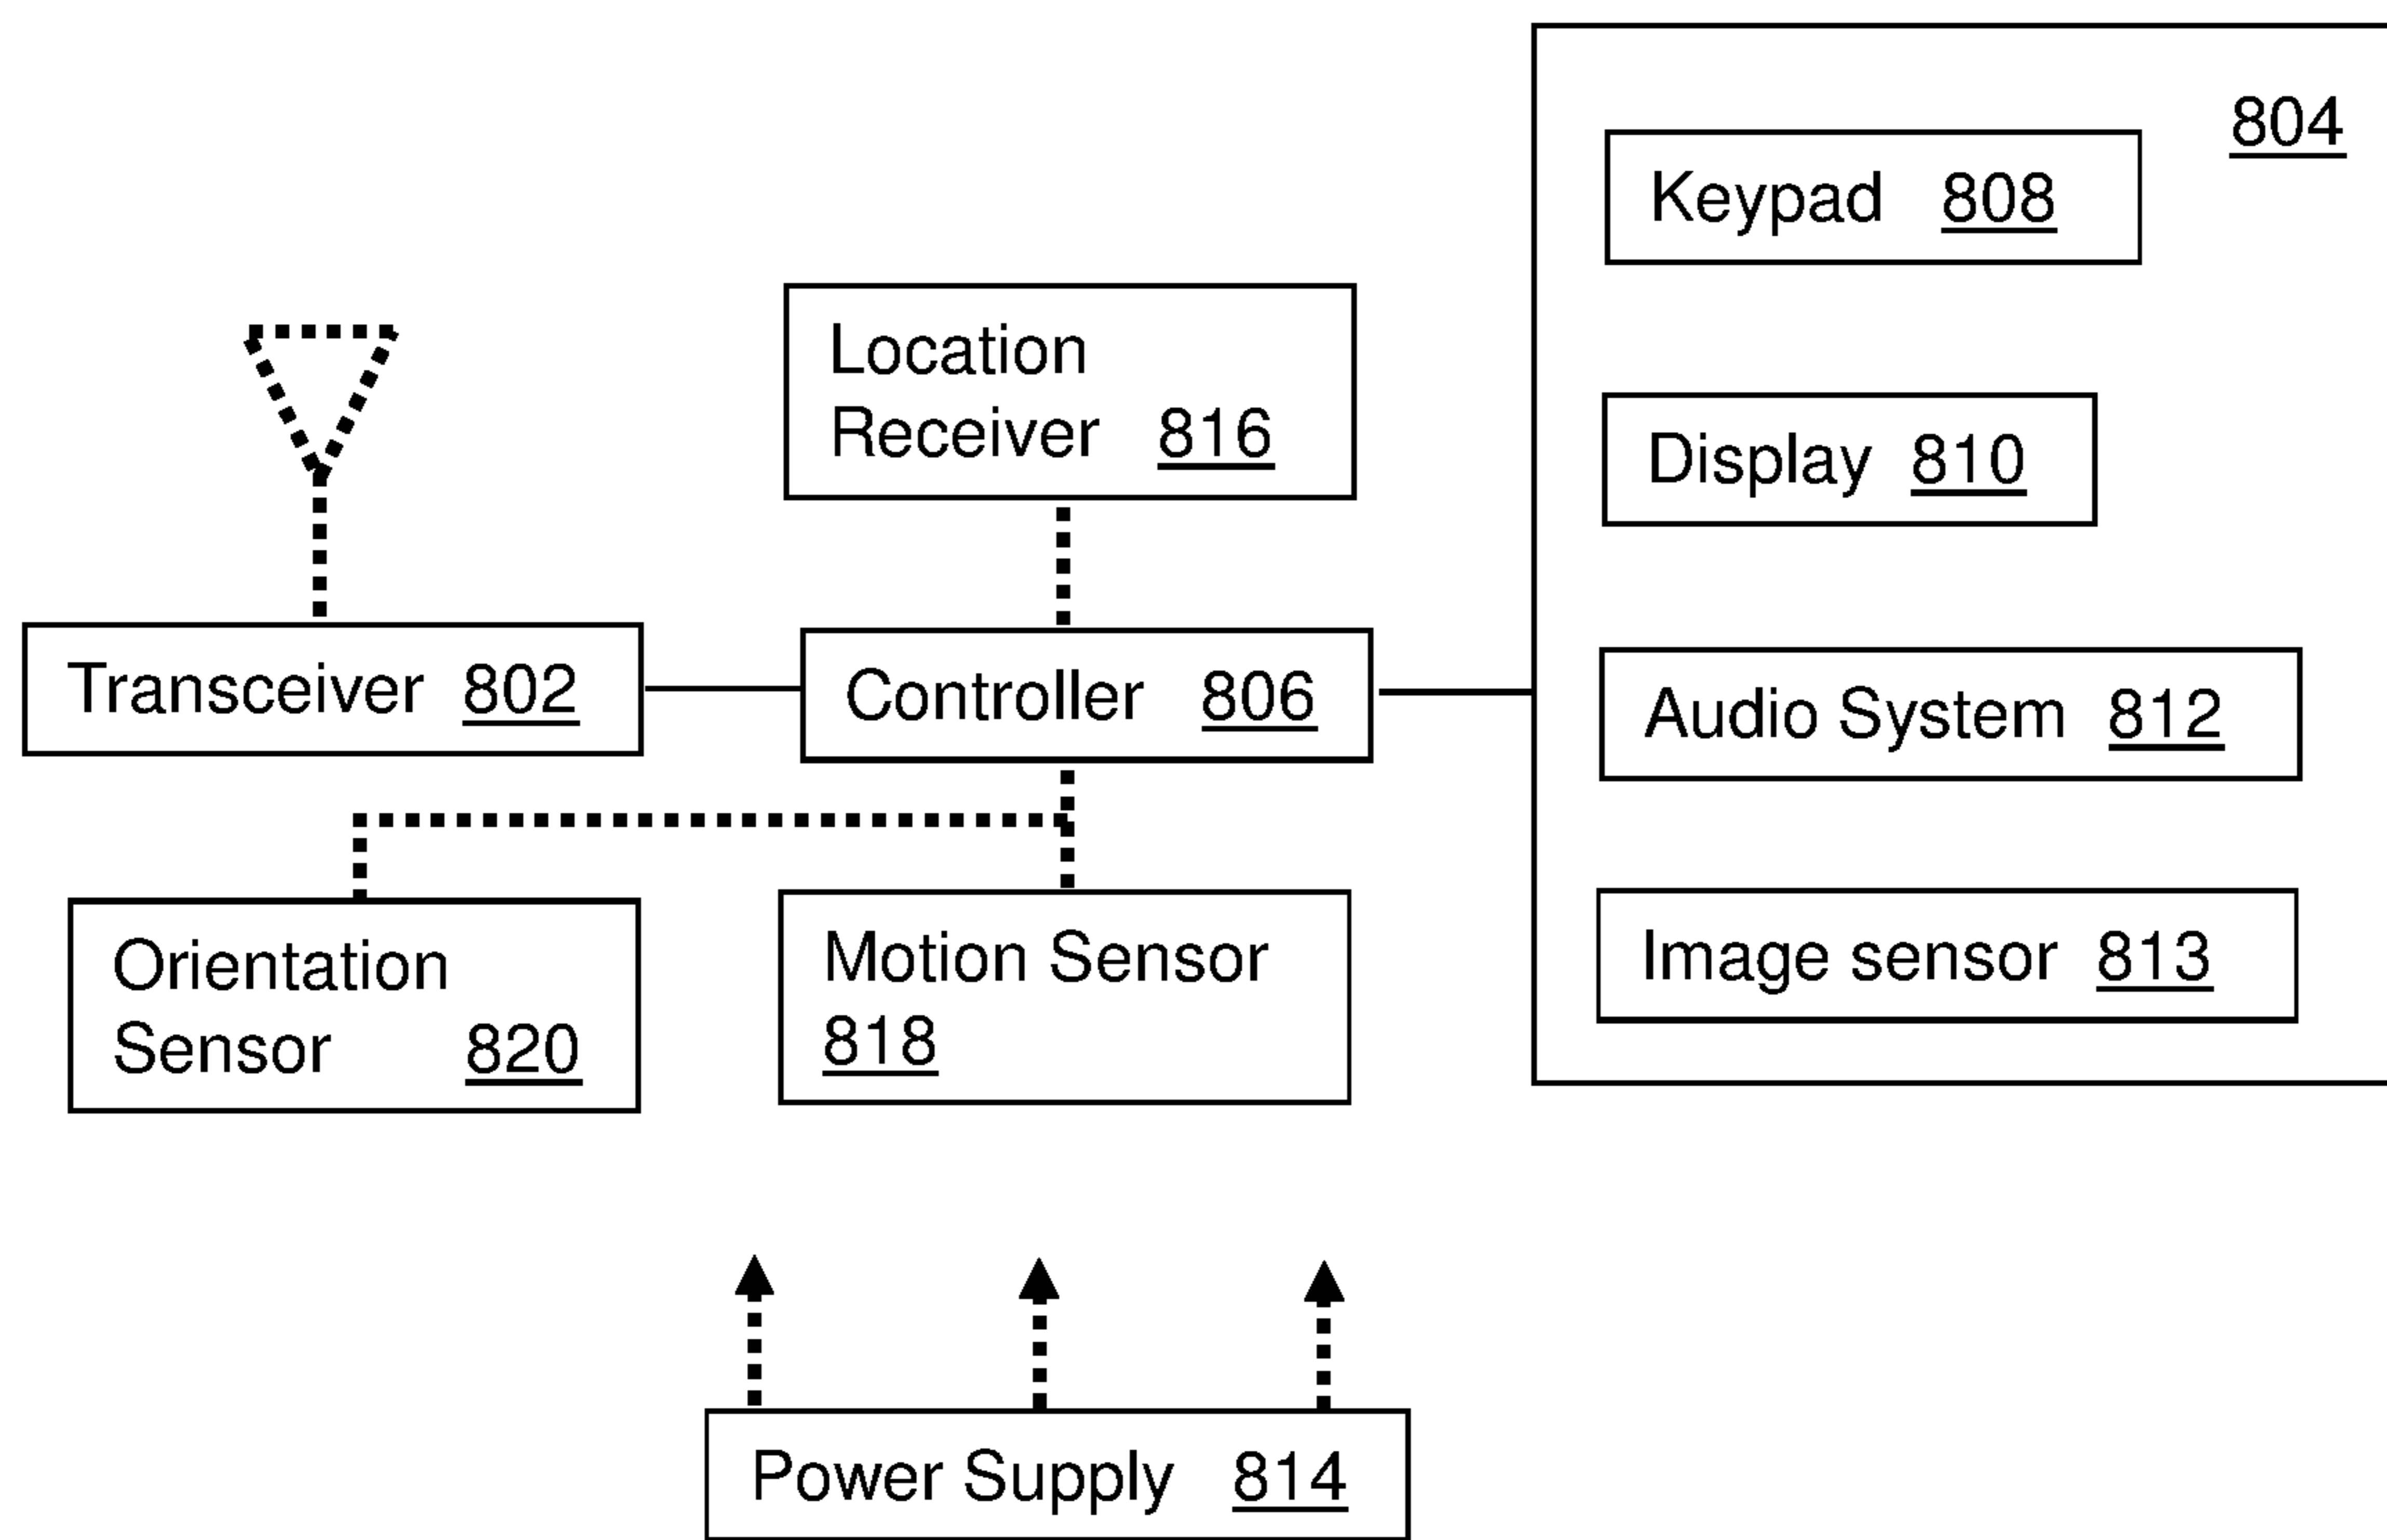 804
Keypad 808
Location
Receiver 816
Display 810
Transceiver 802
Controller 806
Audio System 812
Orientation
Sensor 820
Motion Sensor
818
Image sensor 813
Power Supply 814